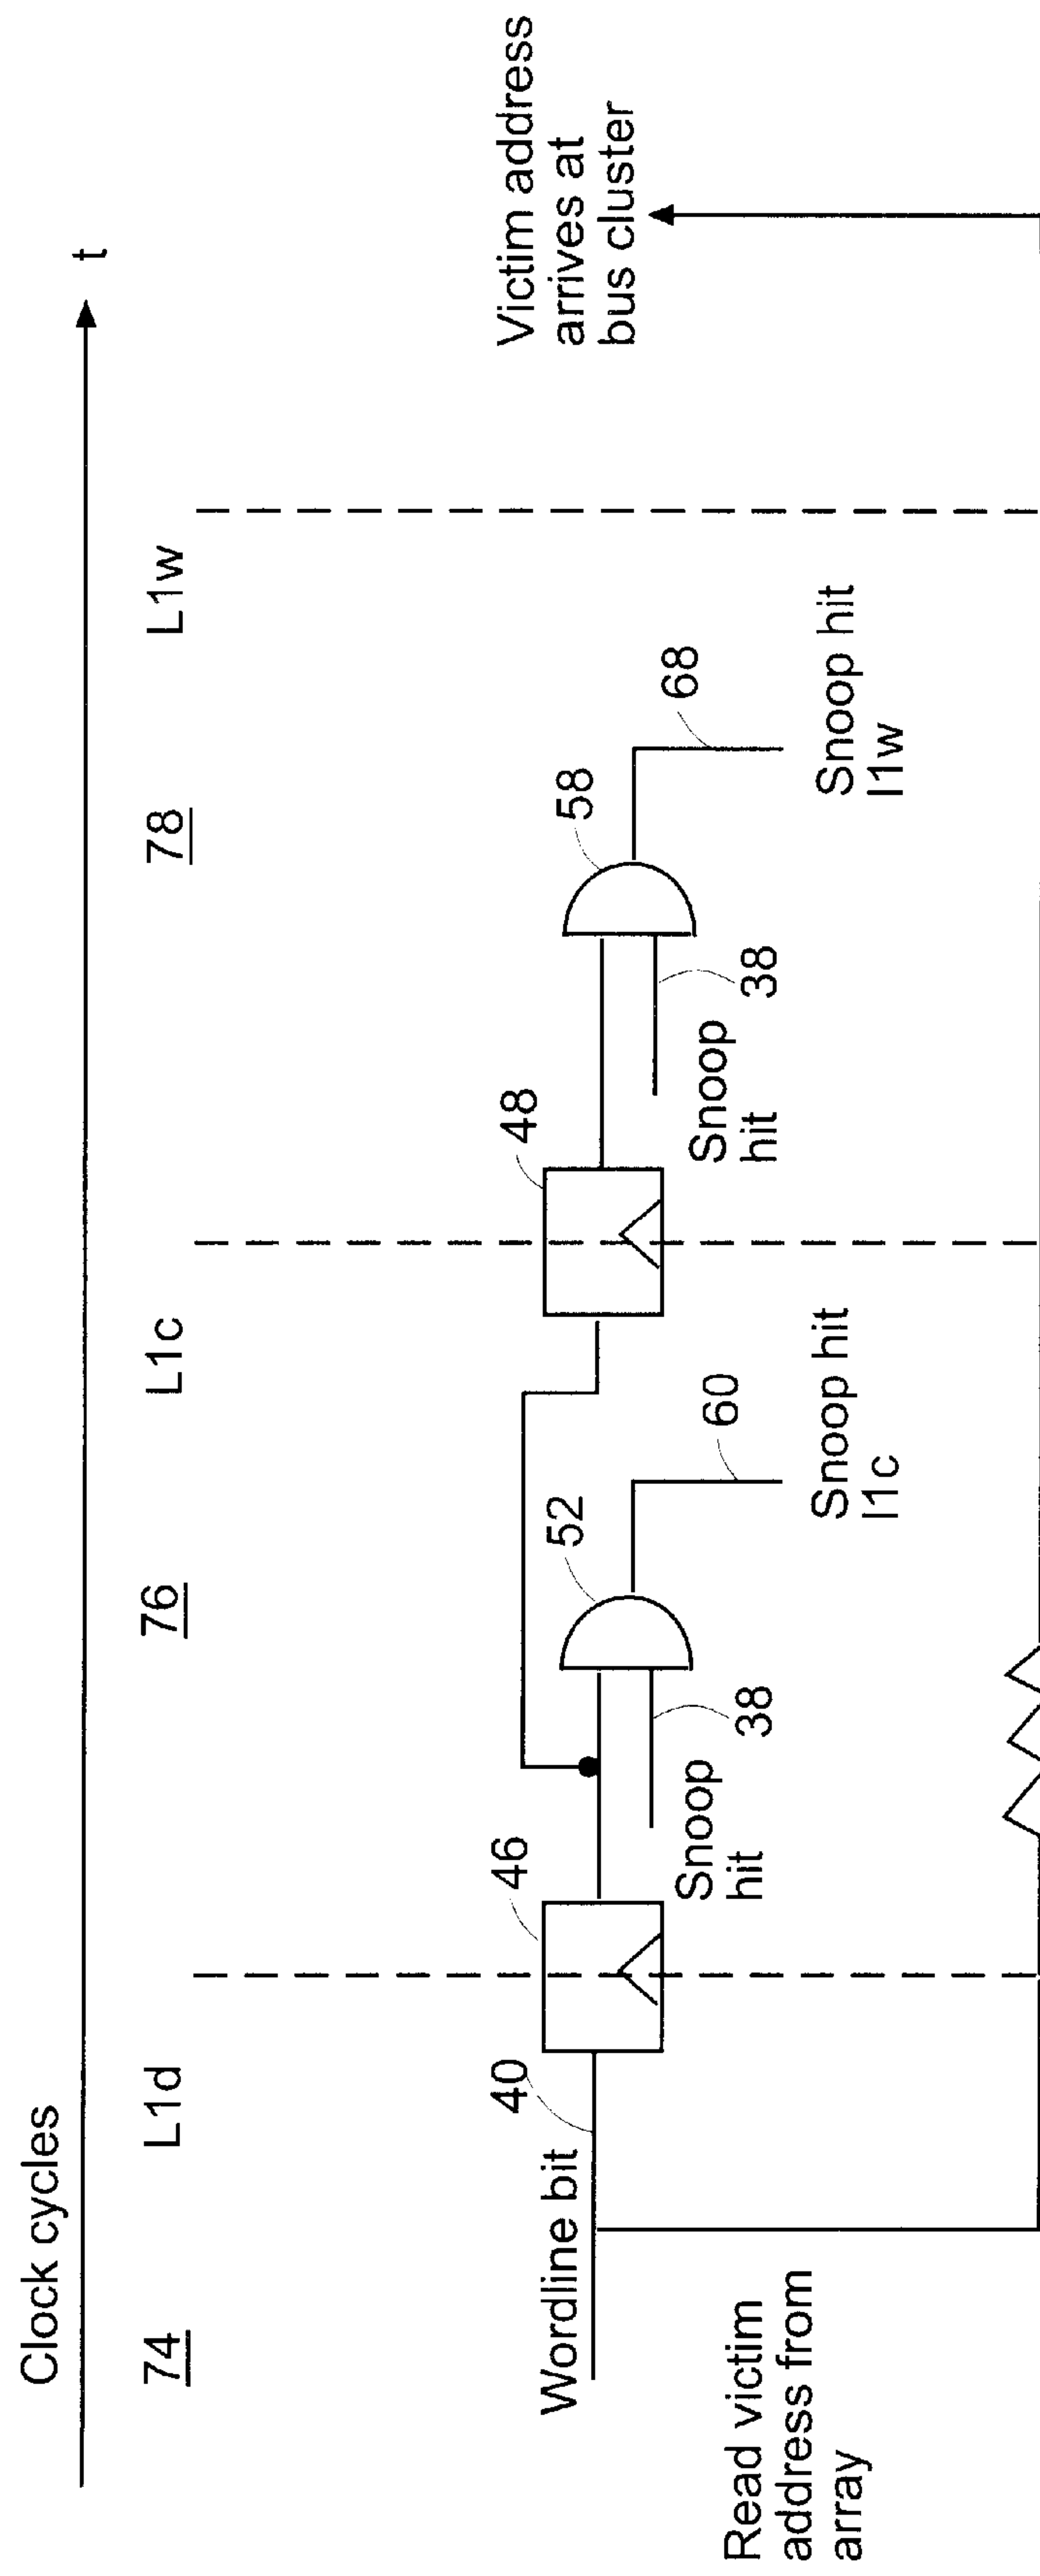 Clock cycles
t
74
L1d
76
L1c
78
L1w
Victim address
arrives at
bus cluster
Wordline bit
40
46
52
48
58
68
60
38
38
Snoop
hit
Snoop
hit
Snoop hit
l1c
Snoop hit
l1w
Read victim
address from
array